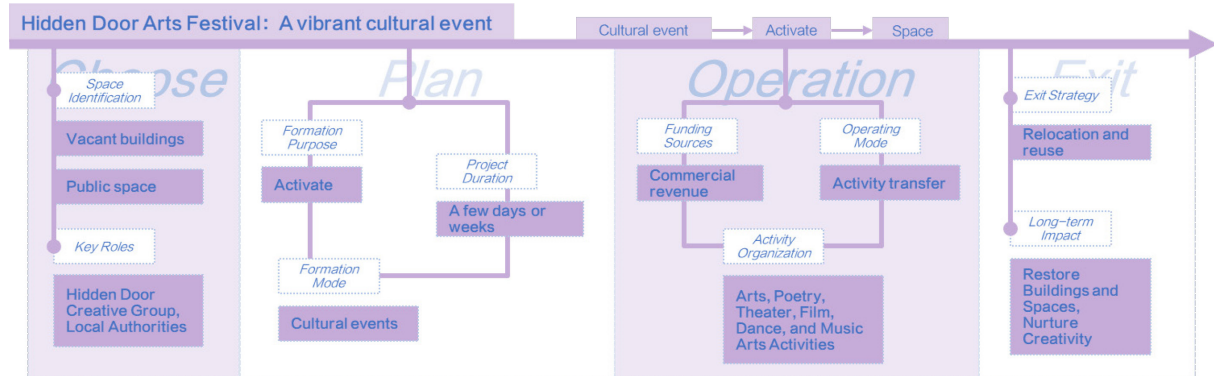 Hidden Door Arts Festival: A vibrant cultural event
Cultural event
Activate
Space
Choose
Space
Identification
Vacant buildings
Public space
Key Roles
Hidden Door
Creative Group,
Local Authorities
Plan
Formation
Purpose
Activate
Project
Duration
A few days or
weeks
Formation
Mode
Cultural events
Operation
Funding
Sources
Commercial
revenue
Operating
Mode
Activity transfer
Activity
Organization
Arts, Poetry,
Theater, Film,
Dance, and Music
Arts Activities
Exit
Exit Strategy
Relocation and
reuse
Long-term
Impact
Restore
Buildings and
Spaces,
Nurture
Creativity